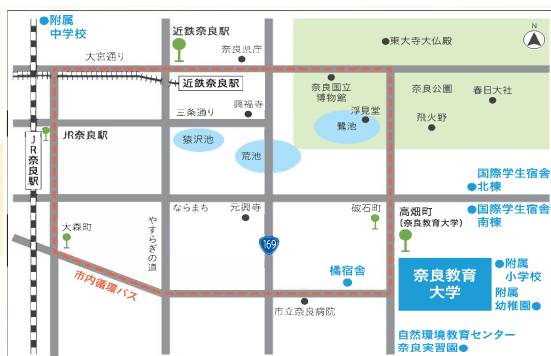 附属
中学校
大宮通り
近鉄奈良駅
奈良県庁
東大寺大仏殿
N
近鉄奈良駅
奈良国立
博物館
奈良公園
春日大社
三条通り
興福寺
浮見堂
鷺池
飛火野
JR奈良駅
JR奈良駅
猿沢池
荒池
国際学生宿舎
北棟
大森町
やすらぎの道
ならまち
元興寺
破石町
高畑町
(奈良教育大学)
国際学生宿舎
南棟
169
市内循環バス
橘宿舎
奈良教育
大学
附属
小学校
附属
幼稚園
市立奈良病院
自然環境教育センター
奈良実習園